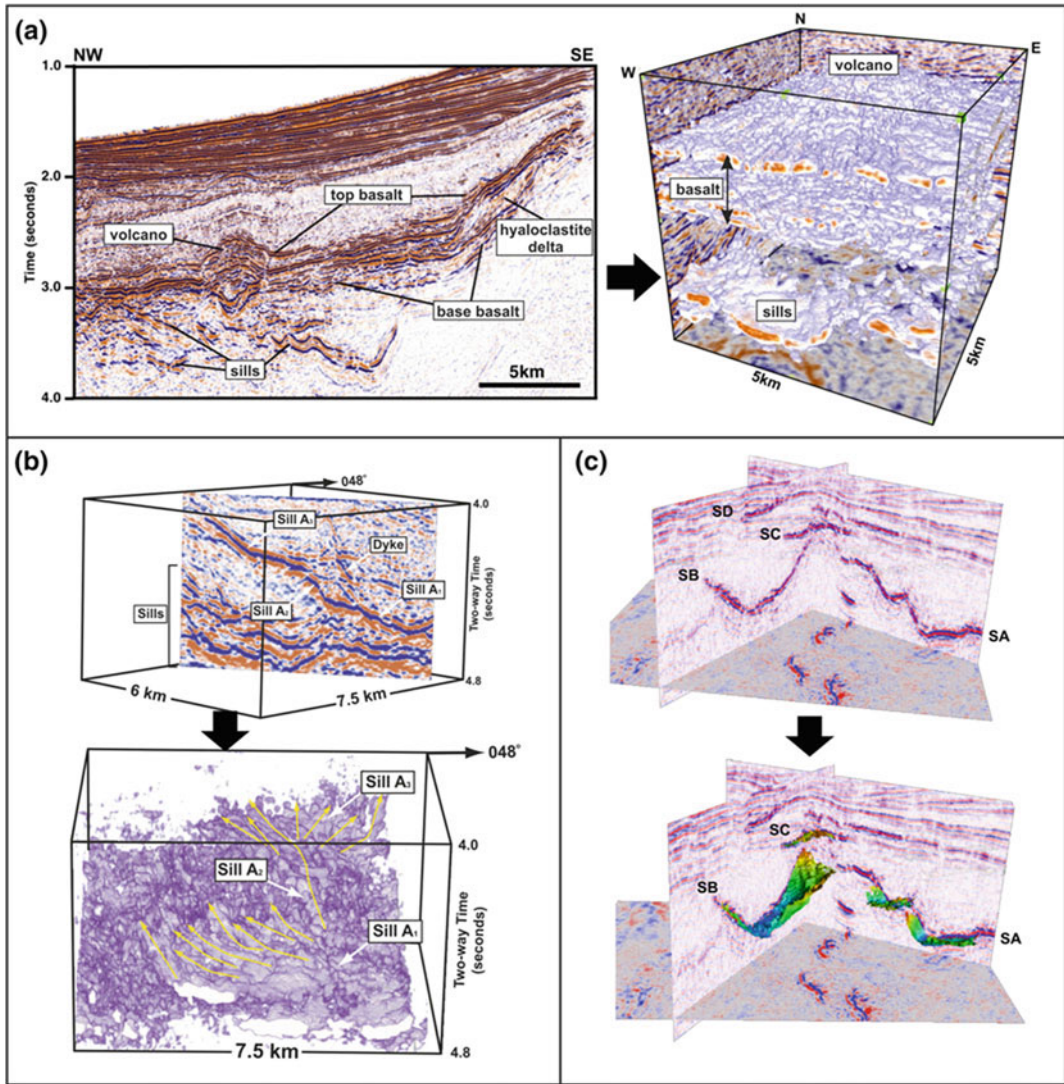 (a)
NW
SE
1.0
2.0
3.0
4.0
Time (seconds)
top basalt
volcano
hyaloclastite
delta
base basalt
sills
5km
N
W
E
volcano
basalt
sills
5km
5km
(b)
048°
4.0
Sill A₃
Dyke
Sill A₁
Sills
Sill A₂
Two-way Time
(seconds)
4.8
6 km
7.5 km
048°
Sill A₃
4.0
Sill A₂
Sill A₁
Two-way Time
(seconds)
7.5 km
4.8
(c)
SD
SC
SB
SA
SC
SB
SA